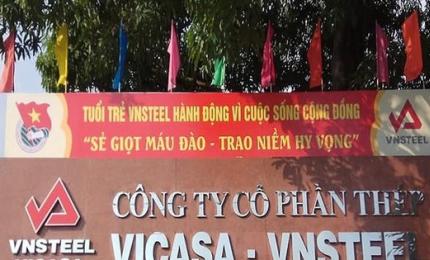 TUỔI TRẺ VNSTEEL HÀNH ĐỘNG VÌ CUỘC SỐNG CỘNG ĐỒNG
"SẺ GIỌT MÁU ĐÀO - TRAO NIỀM HY VỌNG"
VNSTEEL
CÔNG TY CỔ PHẦN THÉP
VICASA - VNSTEEL
VNSTEEL
VICASA